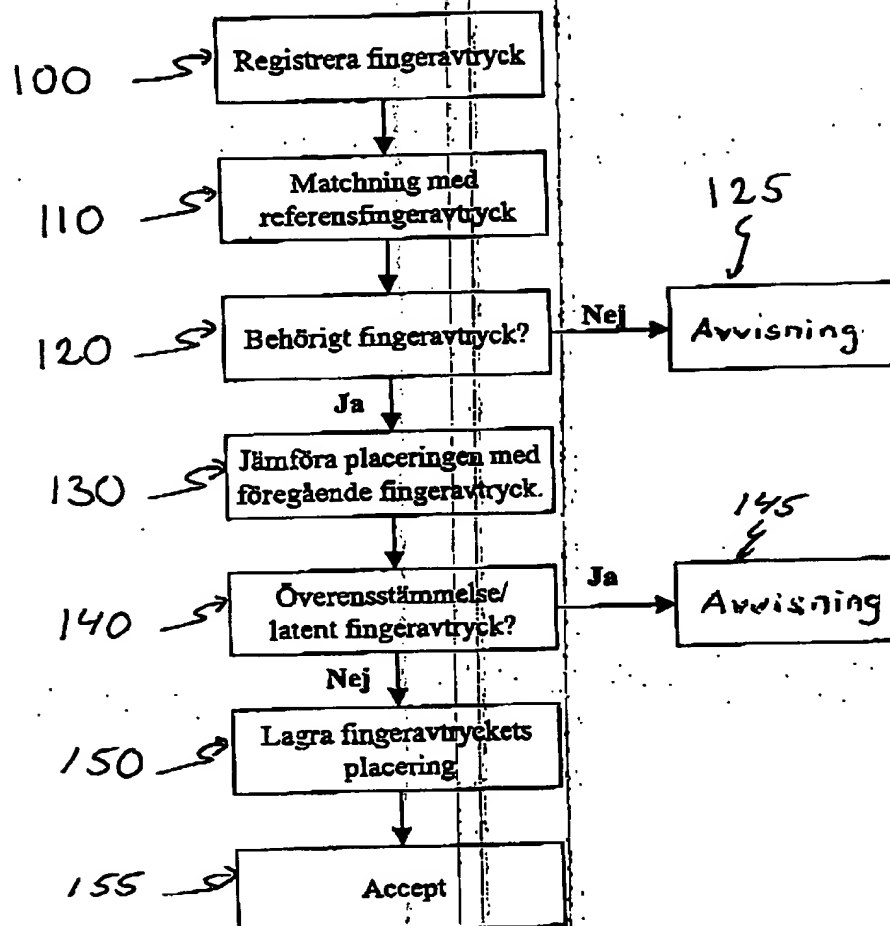 100
Registrera fingeravtryck
110
Matchning med
referensfingeravtryck
125
120
Behörigt fingeravtryck?
Nej
Avvisning
Ja
130
Jämföra placeringen med
föregående fingeravtryck.
145
140
Överensstämmelse/
latent fingeravtryck?
Ja
Avvisning
Nej
150
Lagra fingeravtryckets
placering
155
Accept